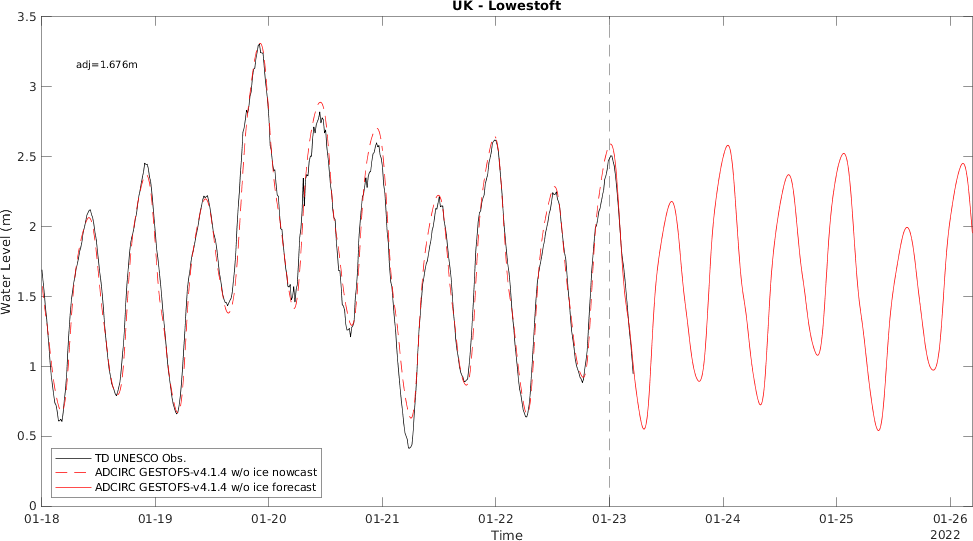 UK - Lowestoft
3.5
adj=1.676m
3
2.5
2
Water Level (m)
1.5
1
0.5
TD UNESCO Obs.
ADCIRC GESTOFS-v4.1.4 w/o ice nowcast
ADCIRC GESTOFS-v4.1.4 w/o ice forecast
0
01-18 01-19 01-20 01-21 01-22 01-23 01-24 01-25 01-26
Time 2022